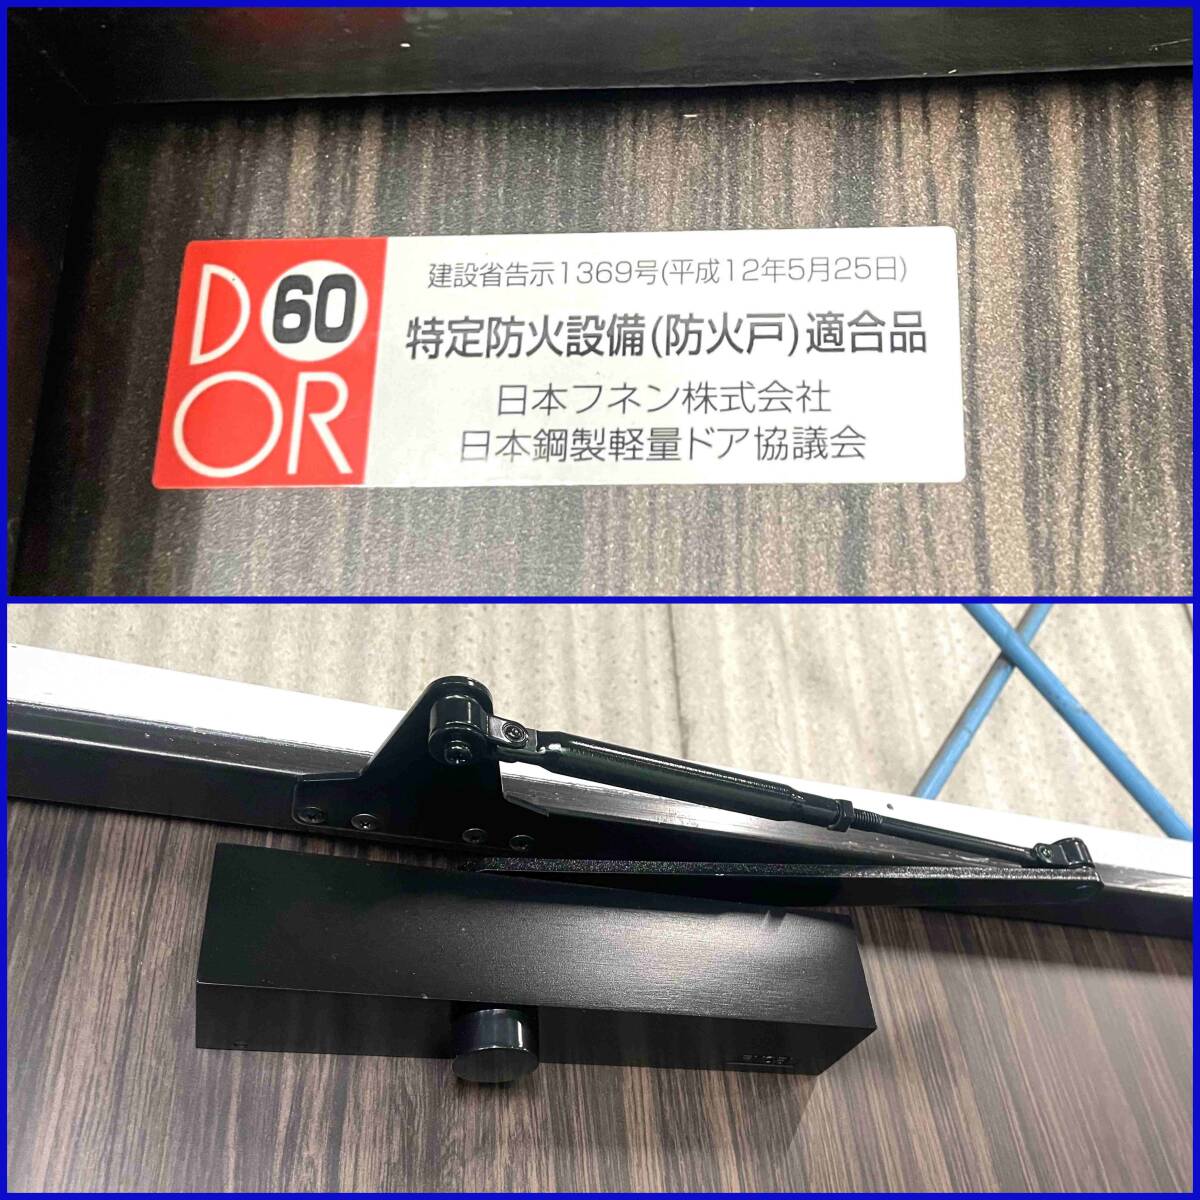 DOOR 60
建設省告示1369号(平成12年5月25日)
特定防火設備(防火戸)適合品
日本フネン株式会社
日本鋼製軽量ドア協議会